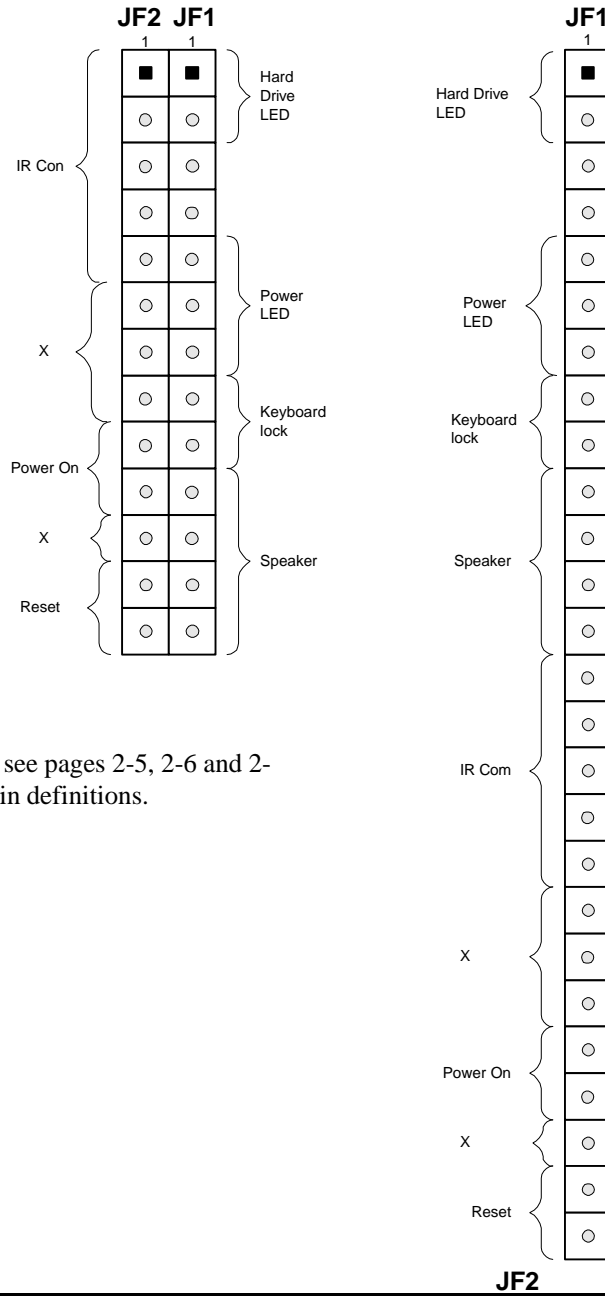 JF2 JF1
1 1
Hard
Drive
LED
IR Con
Power
LED
X
Keyboard
lock
Power On
X
Speaker
Reset
see pages 2-5, 2-6 and 2-
in definitions.
JF1
1
Hard Drive
LED
Power
LED
Keyboard
lock
Speaker
IR Com
X
Power On
X
Reset
JF2